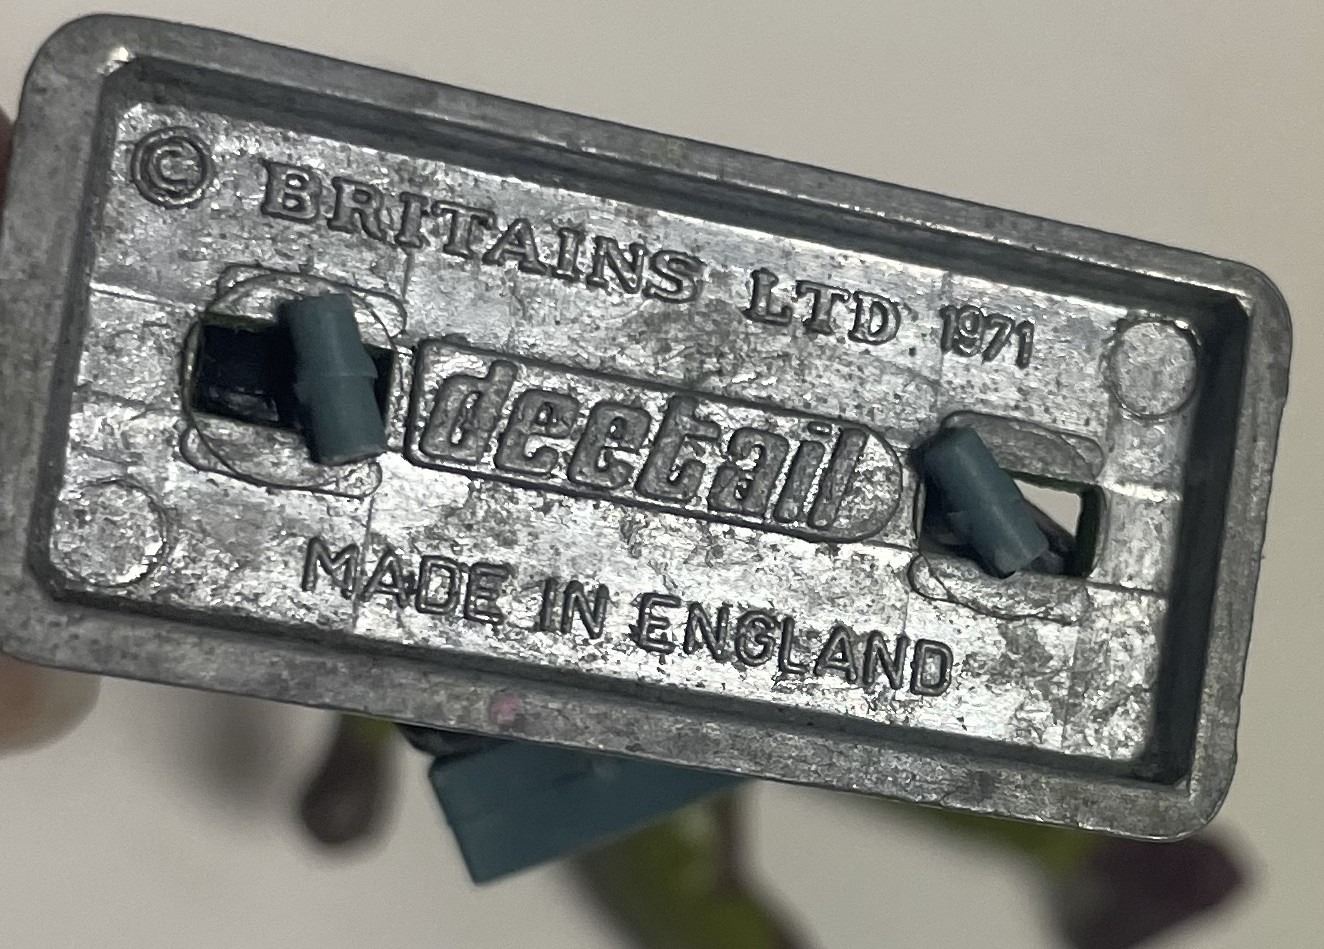 © BRITAINS LTD 1971
deetail
MADE IN ENGLAND